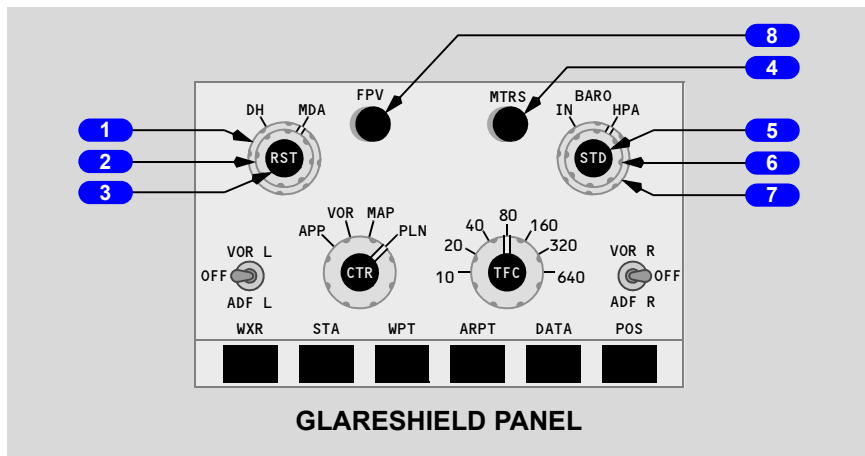 8
4
FPV
MTRS
BARO
DH
MDA
IN
HPA
1
5
2
RST
STD
6
3
7
VOR
MAP
80
APP
PLN
40
160
20
320
VOR L
VOR R
OFF
CTR
10
TFC
640
OFF
ADF L
ADF R
WXR
STA
WPT
ARPT
DATA
POS
GLARESHIELD PANEL